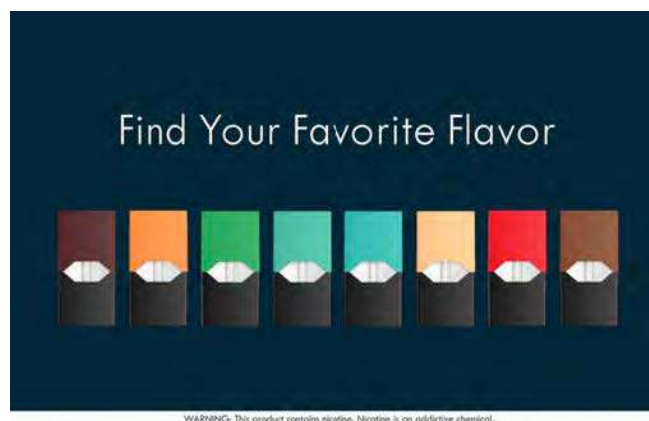 Find Your Favorite Flavor
WARNING: This product contains nicotine. Nicotine is an addictive chemical.